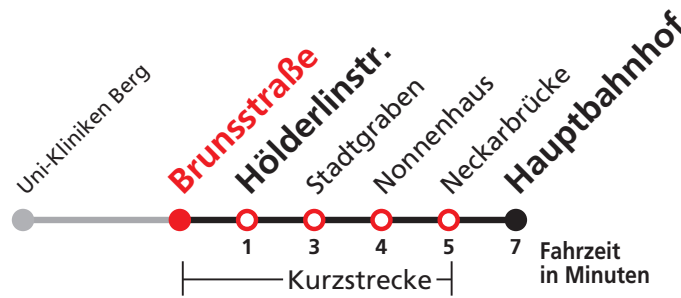 Uni-Kliniken Berg
Brunsstraße
Hölderlinstr.
Stadtgraben
Nonnenhaus
Neckarbrücke
Hauptbahnhof
1 3 4 5 7 Fahrzeit
in Minuten
Kurzstrecke